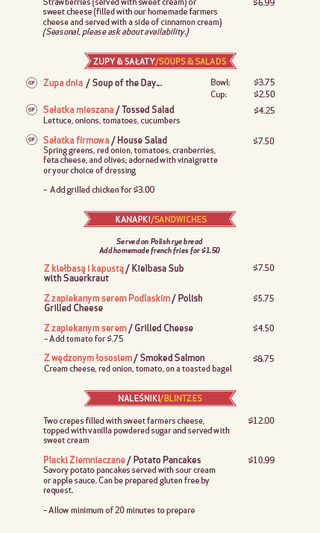 Strawberries (served with sweet cream) or $6.99
sweet cheese (filled with our homemade farmers
cheese and served with a side of cinnamon cream)
(Seasonal, please ask about availability.)
ZUPY & SAŁATY/SOUPS & SALADS
GF Zupa dnia / Soup of the Day... Bowl: $3.75
Cup: $2.50
GF Sałatka mieszana / Tossed Salad $4.25
Lettuce, onions, tomatoes, cucumbers
GF Sałatka firmowa / House Salad $7.50
Spring greens, red onion, tomatoes, cranberries,
feta cheese, and olives; adorned with vinaigrette
or your choice of dressing
- Add grilled chicken for $3.00
KANAPKI/SANDWICHES
Served on Polish rye bread
Add homemade french fries for $1.50
Z kiełbasą i kapustą / Kielbasa Sub $7.50
with Sauerkraut
Z zapiekanym serem Podlaskim / Polish $5.75
Grilled Cheese
Z zapiekanym serem / Grilled Cheese $4.50
- Add tomato for $.75
Z wędzonym łososiem / Smoked Salmon $8.75
Cream cheese, red onion, tomato, on a toasted bagel
NALEŚNIKI/BLINTZES
Two crepes filled with sweet farmers cheese, $12.00
topped with vanilla powdered sugar and served with
sweet cream
Placki Ziemniaczane / Potato Pancakes $10.99
Savory potato pancakes served with sour cream
or apple sauce. Can be prepared gluten free by
request.
- Allow minimum of 20 minutes to prepare